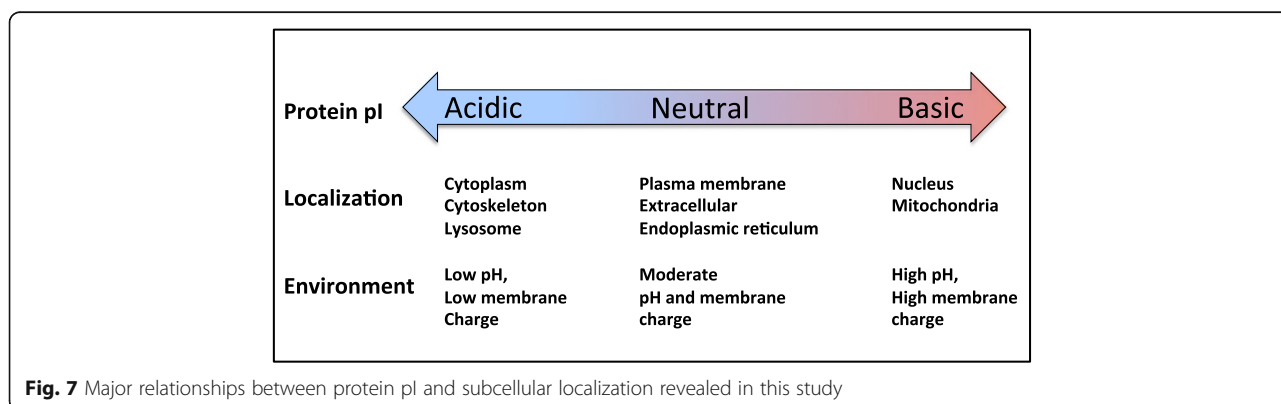 Protein pI
Acidic
Neutral
Basic
Localization
Cytoplasm
Cytoskeleton
Lysosome
Plasma membrane
Extracellular
Endoplasmic reticulum
Nucleus
Mitochondria
Environment
Low pH,
Low membrane
Charge
Moderate
pH and membrane
charge
High pH,
High membrane
charge
Fig. 7 Major relationships between protein pI and subcellular localization revealed in this study